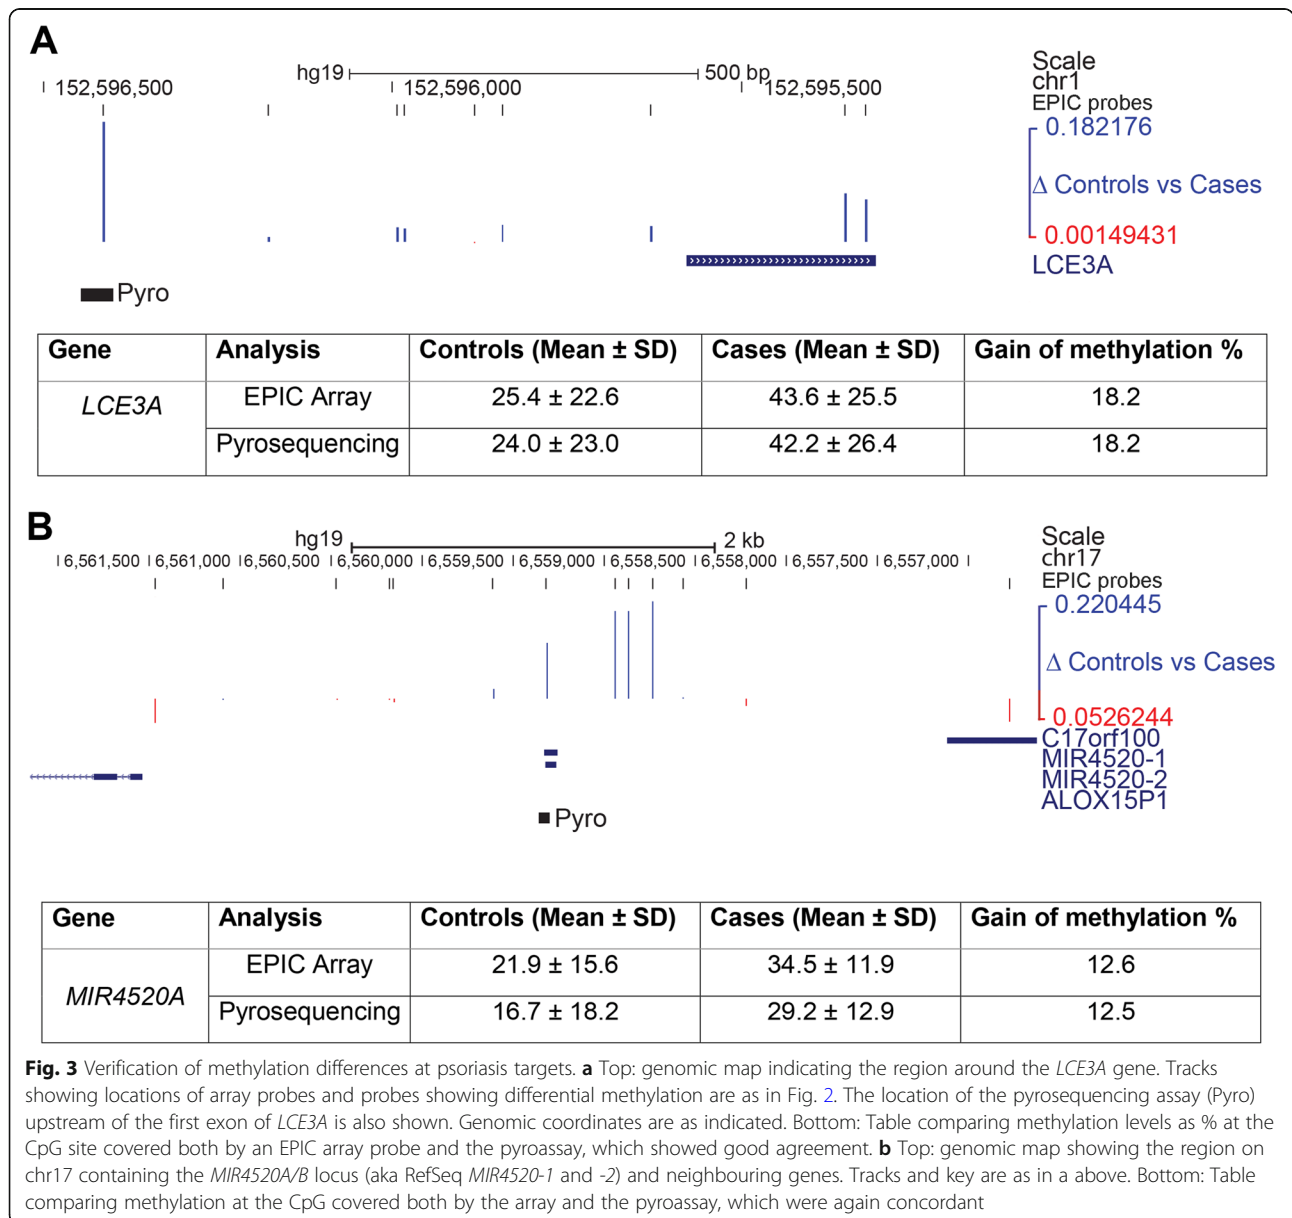 A
hg19 500 bp Scale
152,596,500 152,596,000 152,595,500 chr1
EPIC probes
0.182176
Δ Controls vs Cases
0.00149431
LCE3A
Pyro
Gene Analysis Controls (Mean ± SD) Cases (Mean ± SD) Gain of methylation %
LCE3A EPIC Array 25.4 ± 22.6 43.6 ± 25.5 18.2
Pyrosequencing 24.0 ± 23.0 42.2 ± 26.4 18.2
B
hg19 2 kb Scale
6,561,500 6,561,000 6,560,500 6,560,000 6,559,500 6,559,000 6,558,500 6,558,000 6,557,500 6,557,000 chr17
EPIC probes
0.220445
Δ Controls vs Cases
0.0526244
C17orf100
MIR4520-1
MIR4520-2
ALOX15P1
Pyro
Gene Analysis Controls (Mean ± SD) Cases (Mean ± SD) Gain of methylation %
MIR4520A EPIC Array 21.9 ± 15.6 34.5 ± 11.9 12.6
Pyrosequencing 16.7 ± 18.2 29.2 ± 12.9 12.5
Fig. 3 Verification of methylation differences at psoriasis targets. a Top: genomic map indicating the region around the LCE3A gene. Tracks
showing locations of array probes and probes showing differential methylation are as in Fig. 2. The location of the pyrosequencing assay (Pyro)
upstream of the first exon of LCE3A is also shown. Genomic coordinates are as indicated. Bottom: Table comparing methylation levels as % at the
CpG site covered both by an EPIC array probe and the pyroassay, which showed good agreement. b Top: genomic map showing the region on
chr17 containing the MIR4520A/B locus (aka RefSeq MIR4520-1 and -2) and neighbouring genes. Tracks and key are as in a above. Bottom: Table
comparing methylation at the CpG covered both by the array and the pyroassay, which were again concordant